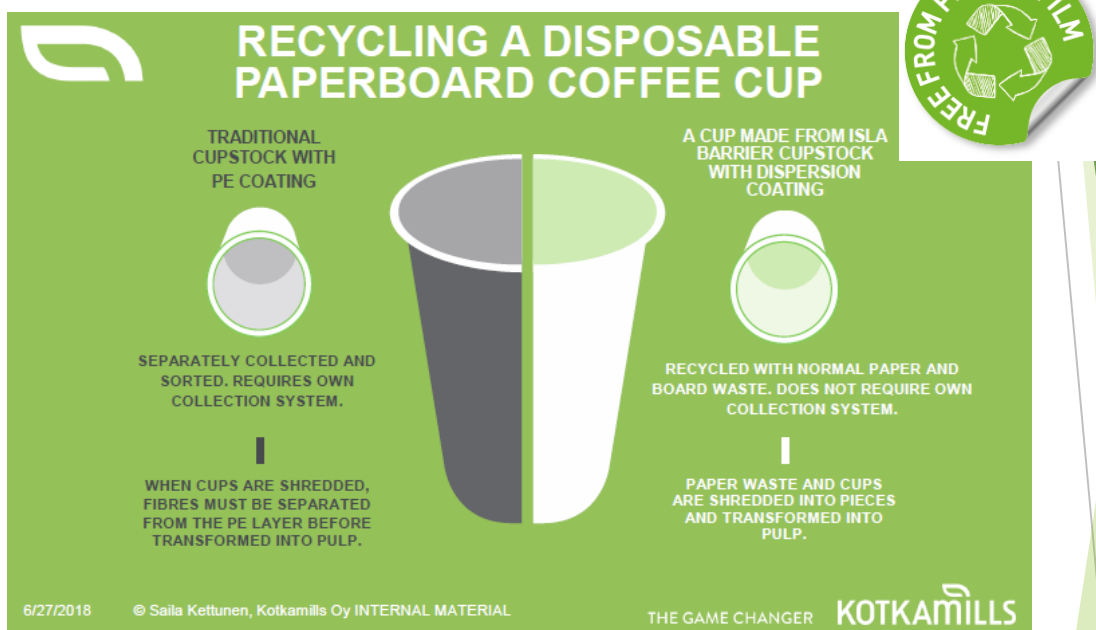 RECYCLING A DISPOSABLE
PAPERBOARD COFFEE CUP
FREE FROM
TRADITIONAL
CUPSTOCK WITH
PE COATING
A CUP MADE FROM ISLA
BARRIER CUPSTOCK
WITH DISPERSION
COATING
SEPARATELY COLLECTED AND
SORTED. REQUIRES OWN
COLLECTION SYSTEM.
RECYCLED WITH NORMAL PAPER AND
BOARD WASTE. DOES NOT REQUIRE OWN
COLLECTION SYSTEM.
WHEN CUPS ARE SHREDDED,
FIBRES MUST BE SEPARATED
FROM THE PE LAYER BEFORE
TRANSFORMED INTO PULP.
PAPER WASTE AND CUPS
ARE SHREDDED INTO PIECES
AND TRANSFORMED INTO
PULP.
6/27/2018
© Saila Kettunen, Kotkamills Oy INTERNAL MATERIAL
THE GAME CHANGER
KOTKAMILLS